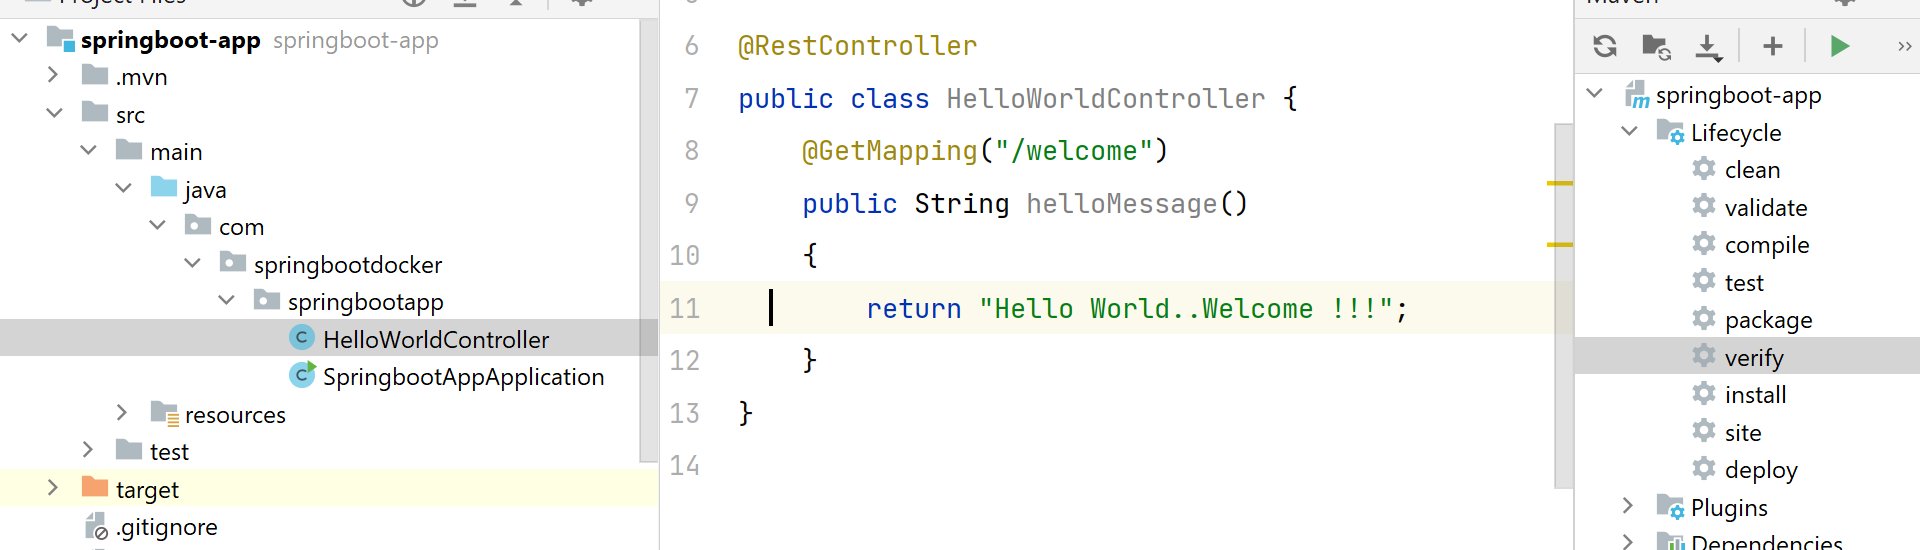 Project Files
springboot-app springboot-app
.mvn
src
main
java
com
springbootdocker
springbootapp
HelloWorldController
SpringbootAppApplication
resources
test
target
.gitignore
6 @RestController
7 public class HelloWorldController {
8 @GetMapping("/welcome")
9 public String helloMessage()
10 {
11 return "Hello World..Welcome !!!";
12 }
13 }
14
Maven
springboot-app
Lifecycle
clean
validate
compile
test
package
verify
install
site
deploy
Plugins
Dependencies